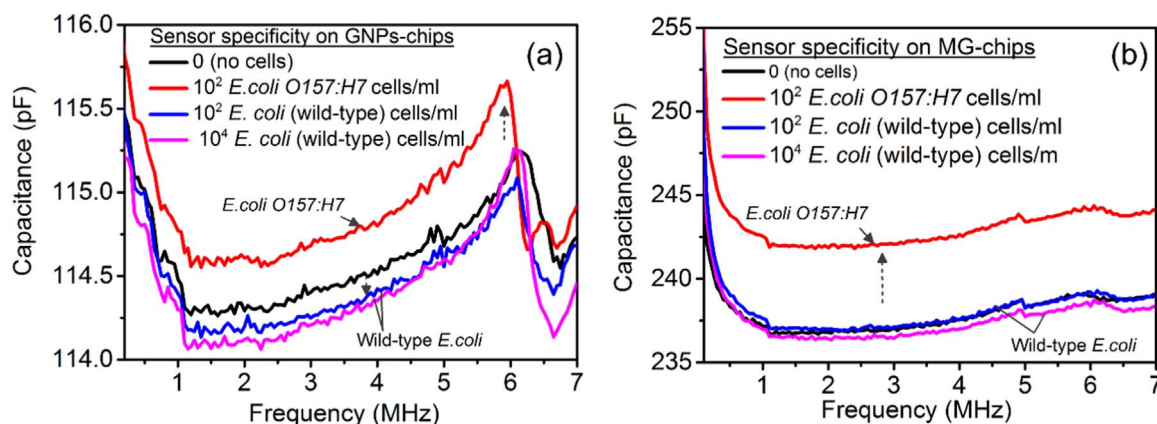 Sensor specificity on GNPs-chips
(a)
0 (no cells)
10² E.coli O157:H7 cells/ml
10² E. coli (wild-type) cells/ml
10⁴ E. coli (wild-type) cells/ml
E.coli O157:H7
Wild-type E.coli
116.0
115.5
115.0
114.5
114.0
Capacitance (pF)
1 2 3 4 5 6 7
Frequency (MHz)
Sensor specificity on MG-chips
(b)
0 (no cells)
10² E.coli O157:H7 cells/ml
10² E. coli (wild-type) cells/ml
10⁴ E. coli (wild-type) cells/m
E.coli O157:H7
Wild-type E.coli
255
250
245
240
235
Capacitance (pF)
1 2 3 4 5 6 7
Frequency (MHz)